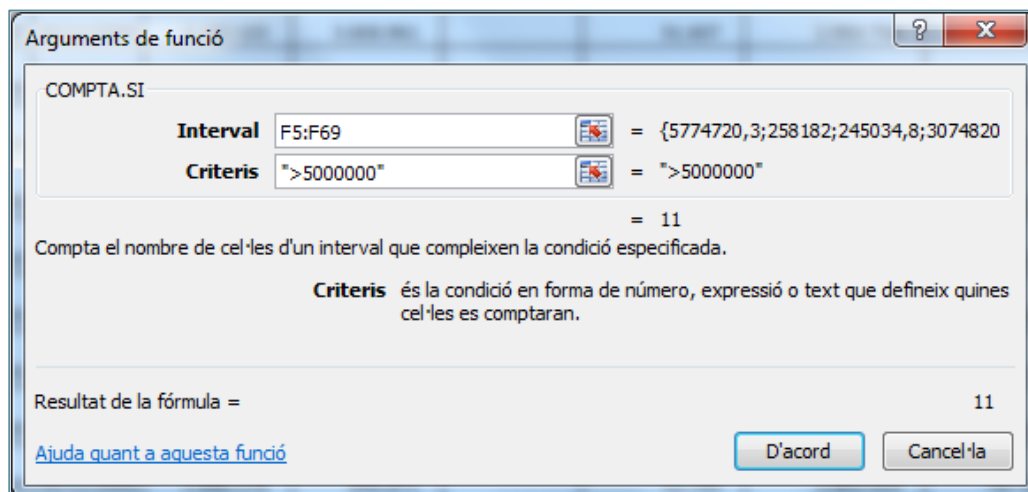 Arguments de funció
COMPTA.SI
Interval F5:F69 = {5774720,3;258182;245034,8;3074820
Criteris ">5000000" = ">5000000"
= 11
Compta el nombre de cel·les d'un interval que compleixen la condició especificada.
Criteris és la condició en forma de número, expressió o text que defineix quines
cel·les es comptaran.
Resultat de la fórmula = 11
Ajuda quant a aquesta funció D'acord Cancel·la